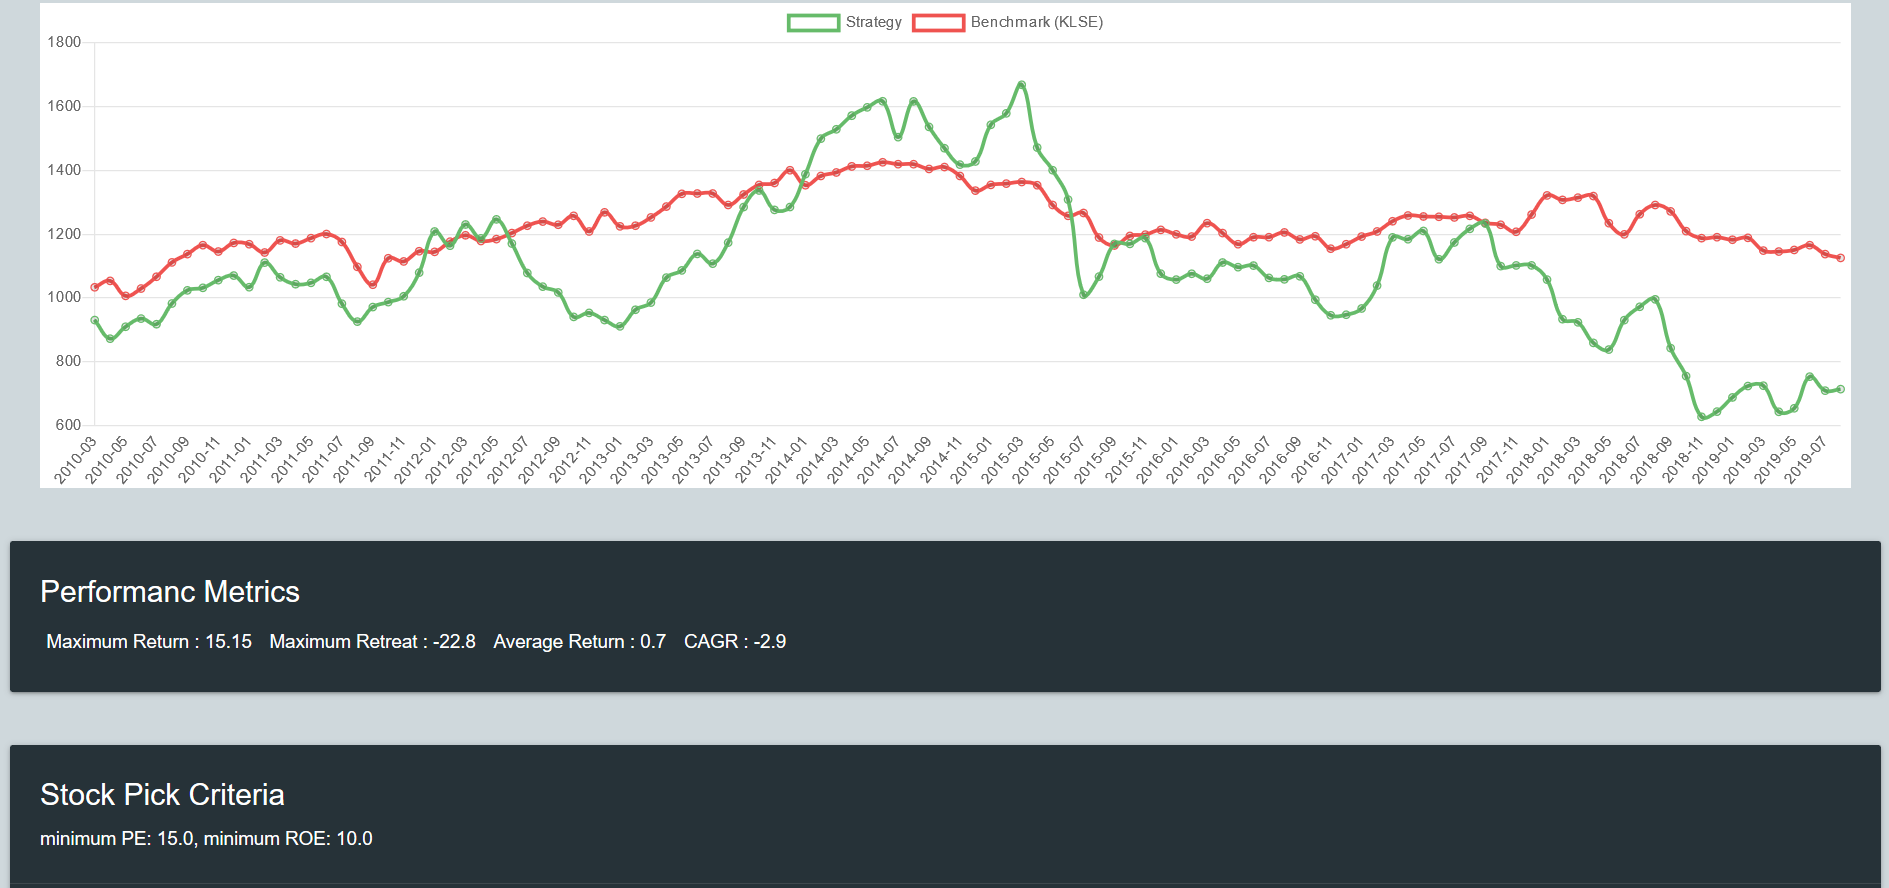 Strategy Benchmark (KLSE)
1800
1600
1400
1200
1000
800
600
2010-03 2010-05 2010-07 2010-09 2010-11 2011-01 2011-03 2011-05 2011-07 2011-09 2011-11 2012-01 2012-03 2012-05 2012-07 2012-09 2012-11 2013-01 2013-03 2013-05 2013-07 2013-09 2013-11 2014-01 2014-03 2014-05 2014-07 2014-09 2014-11 2015-01 2015-03 2015-05 2015-07 2015-09 2015-11 2016-01 2016-03 2016-05 2016-07 2016-09 2016-11 2017-01 2017-03 2017-05 2017-07 2017-09 2017-11 2018-01 2018-03 2018-05 2018-07 2018-09 2018-11 2019-01 2019-03 2019-05 2019-07
Performanc Metrics
Maximum Return : 15.15 Maximum Retreat : -22.8 Average Return : 0.7 CAGR : -2.9
Stock Pick Criteria
minimum PE: 15.0, minimum ROE: 10.0